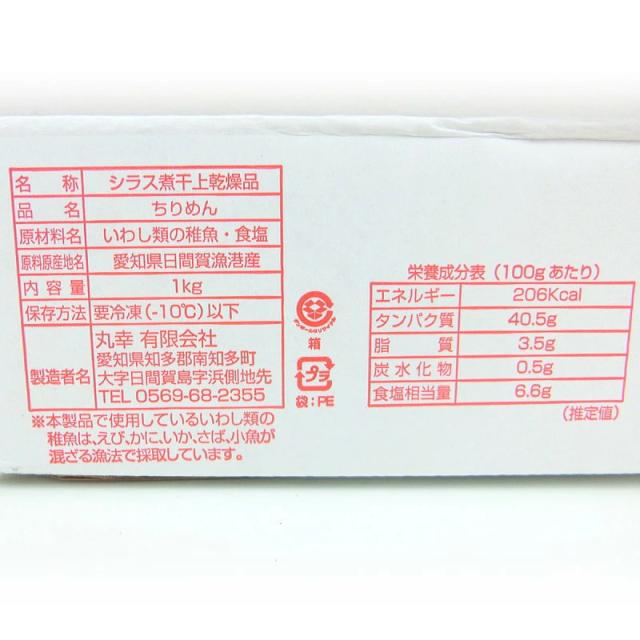 名称 シラス煮干上乾燥品
品名 ちりめん
原材料名 いわし類の稚魚・食塩
原料原産地名 愛知県日間賀漁港産
内容量 1kg
保存方法 要冷凍(-10℃)以下
製造者名 丸幸 有限会社
愛知県知多郡南知多町
大字日間賀島字浜側地先
TEL 0569-68-2355
※本製品で使用しているいわし類の
稚魚は、えび、かに、いか、さば、小魚が
混ざる漁法で採取しています。
箱
プラ
袋:PE
栄養成分表(100gあたり)
エネルギー 206Kcal
タンパク質 40.5g
脂質 3.5g
炭水化物 0.5g
食塩相当量 6.6g
(推定値)